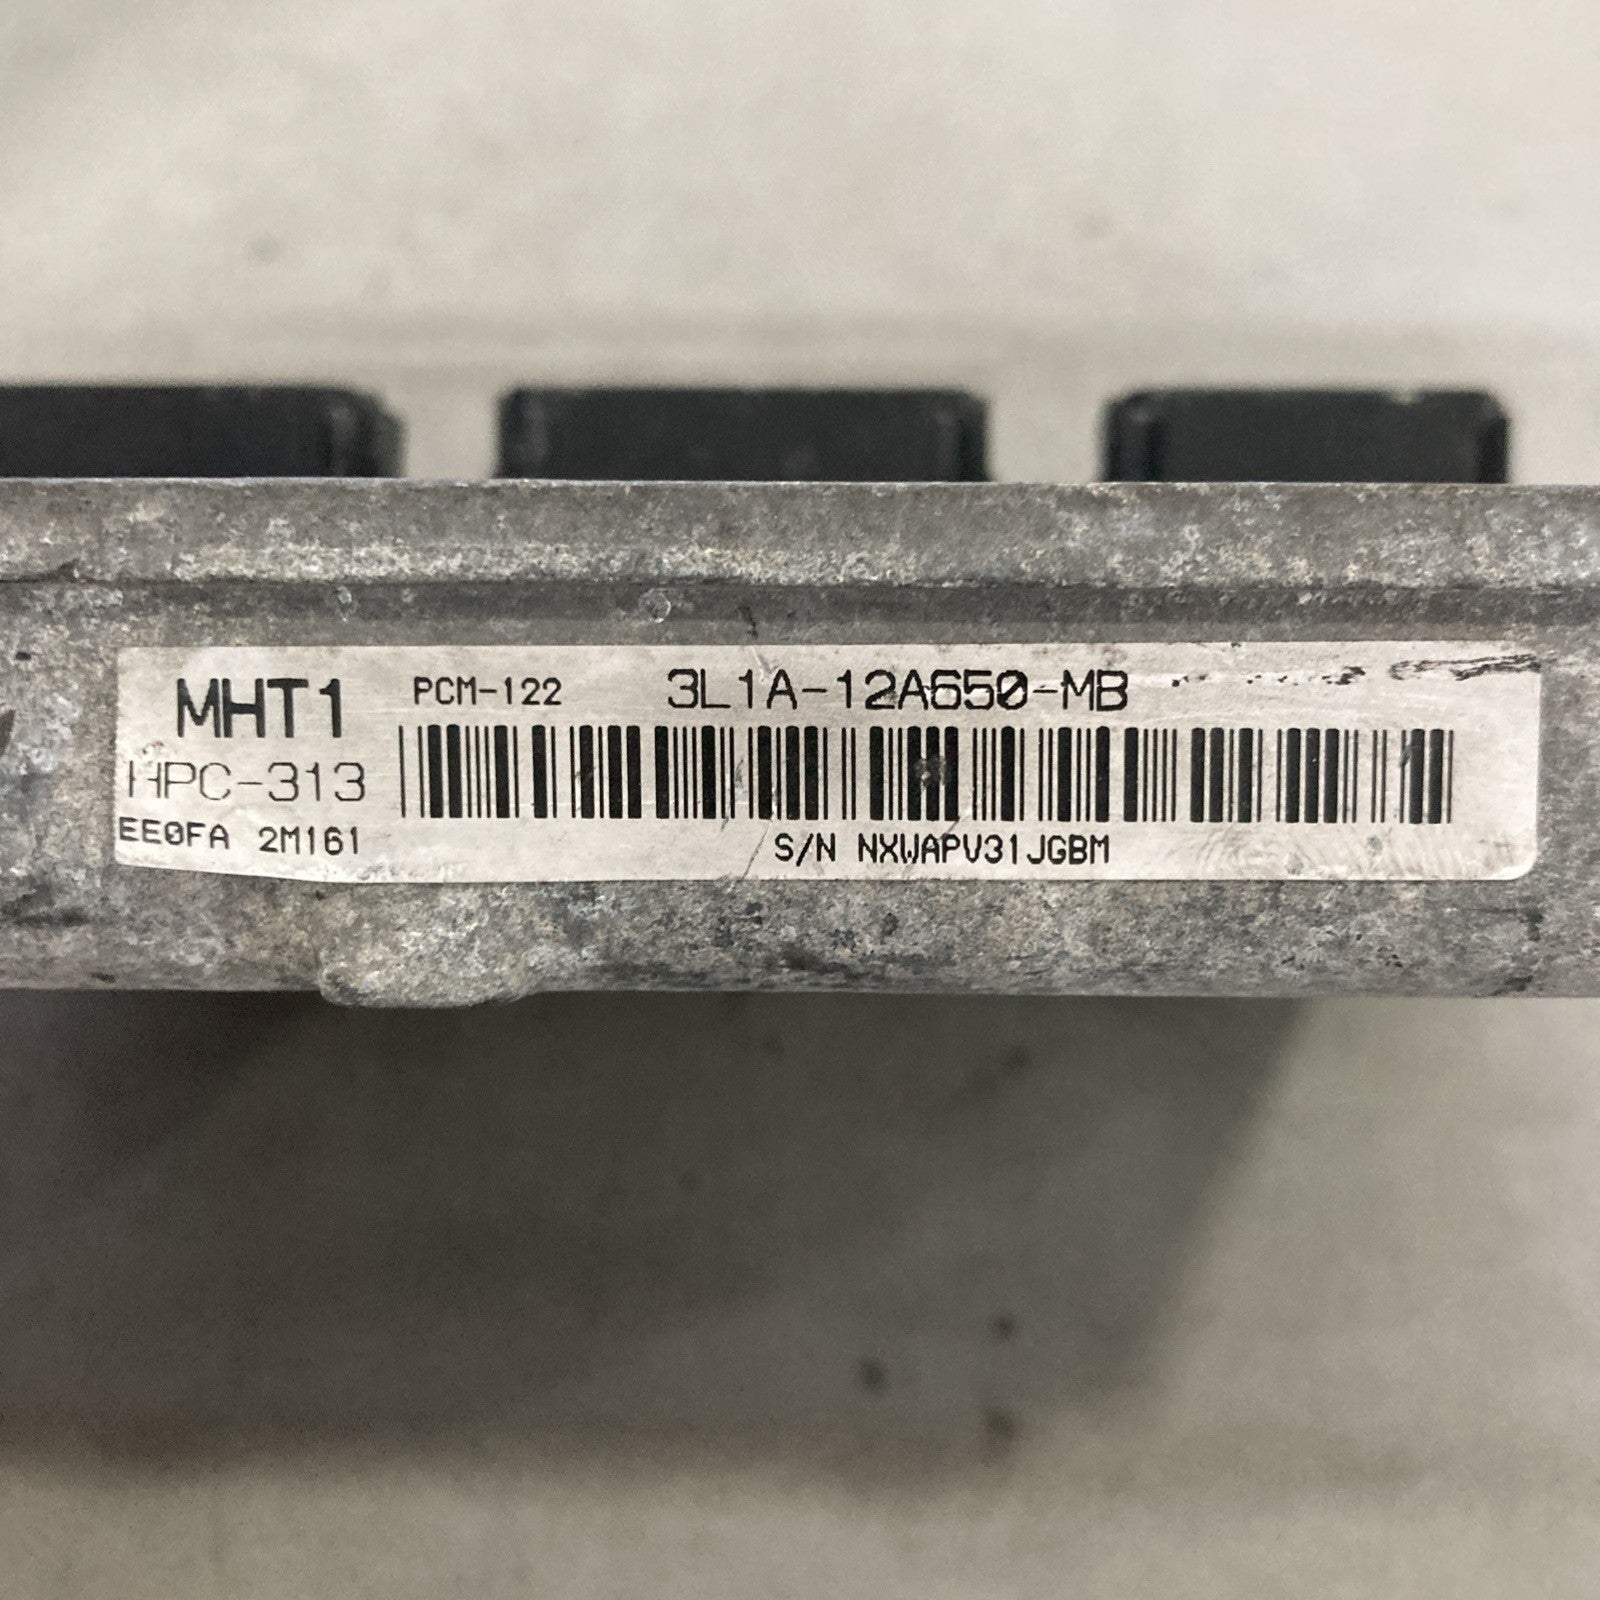 MHT1 PCM-122 3L1A-12A650-MB
HPC-313
EE0FA 2M161
S/N NXWAPV31JGBM